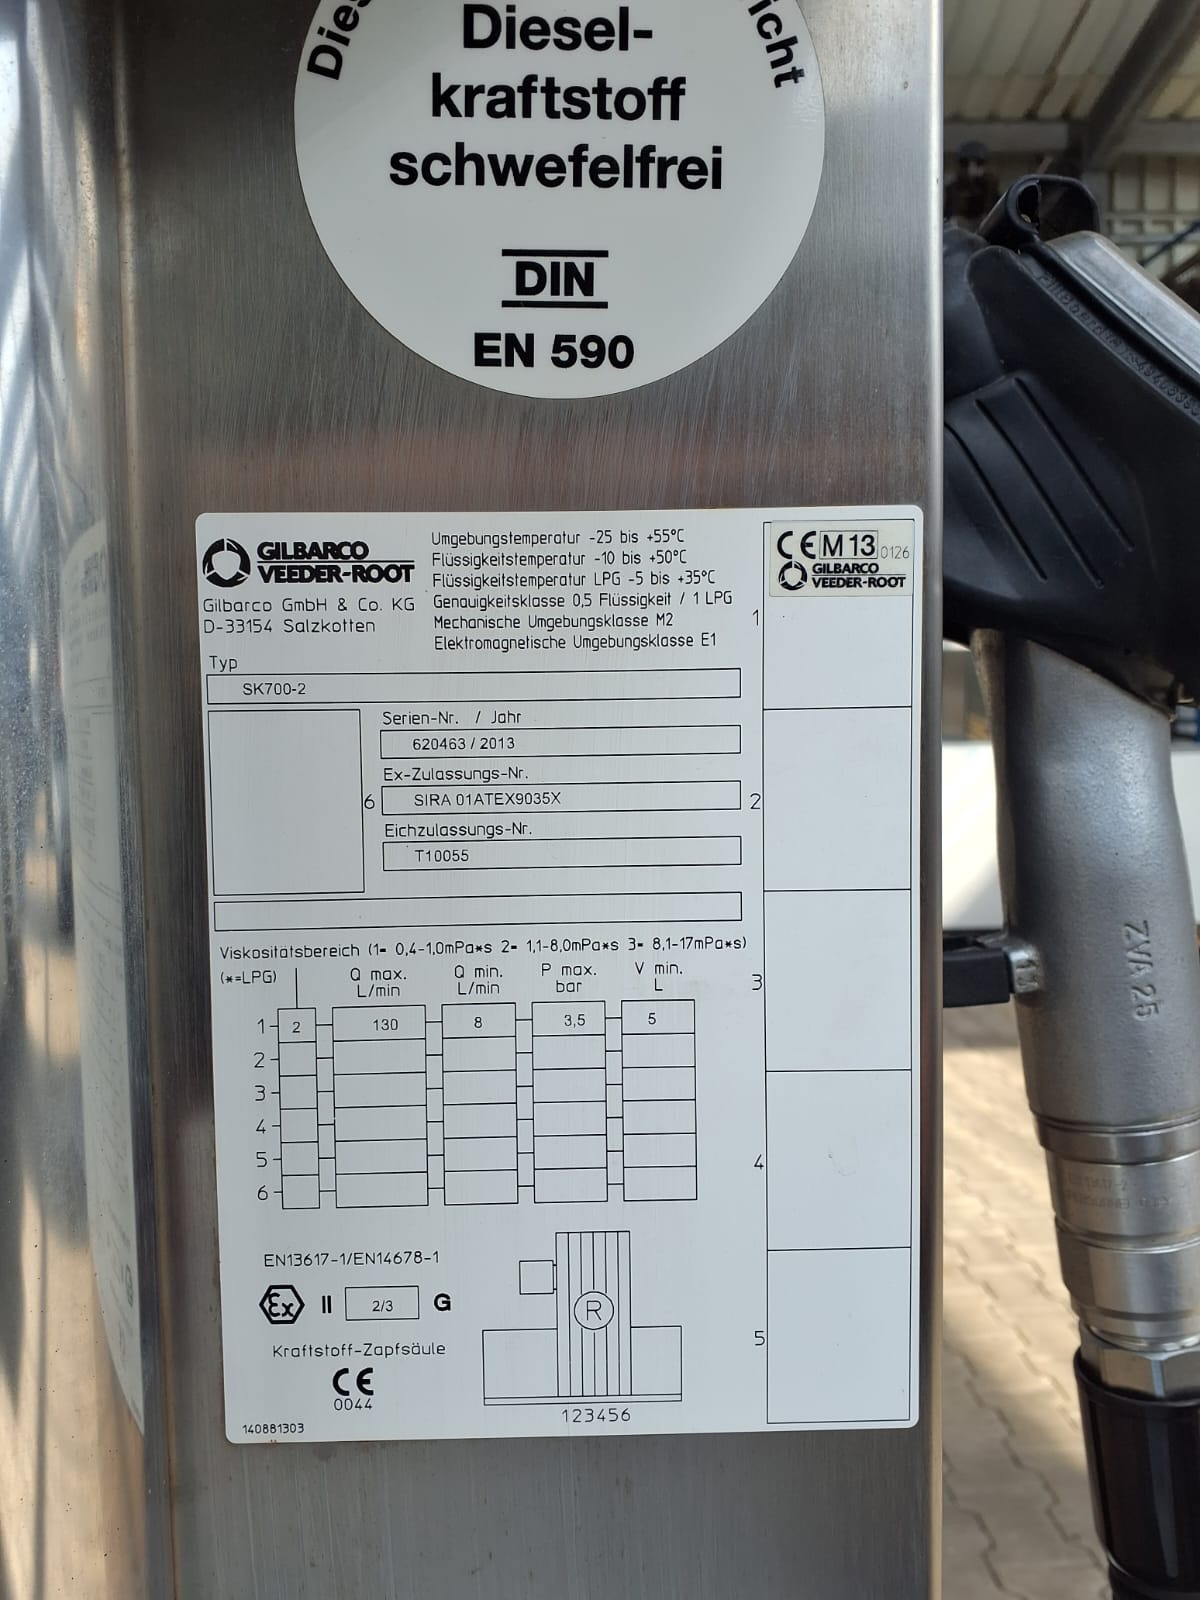 Diesel-
kraftstoff
schwefelfrei
DIN
EN 590
GILBARCO
VEEDER-ROOT
Gilbarco GmbH & Co. KG
D-33154 Salzkotten
Umgebungstemperatur -25 bis +55°C
Flüssigkeitstemperatur -10 bis +50°C
Flüssigkeitstemperatur LPG -5 bis +35°C
Genauigkeitsklasse 0,5 Flüssigkeit / 1 LPG
Mechanische Umgebungsklasse M2
Elektromagnetische Umgebungsklasse E1
CE M 13 0126
GILBARCO
VEEDER-ROOT
1
Typ
SK700-2
Serien-Nr. / Jahr
620463 / 2013
Ex-Zulassungs-Nr.
6 SIRA 01ATEX9035X 2
Eichzulassungs-Nr.
T10055
Viskositätsbereich (1= 0,4-1,0mPa*s 2= 1,1-8,0mPa*s 3= 8,1-17mPa*s)
(*=LPG) Q max. L/min Q min. L/min P max. bar V min. L
3
1 2 130 8 3,5 5
2
3
4
5
6
4
EN13617-1/EN14678-1
Ex II 2/3 G
R
5
Kraftstoff-Zapfsäule
CE
0044
123456
140881303
ZVA 25